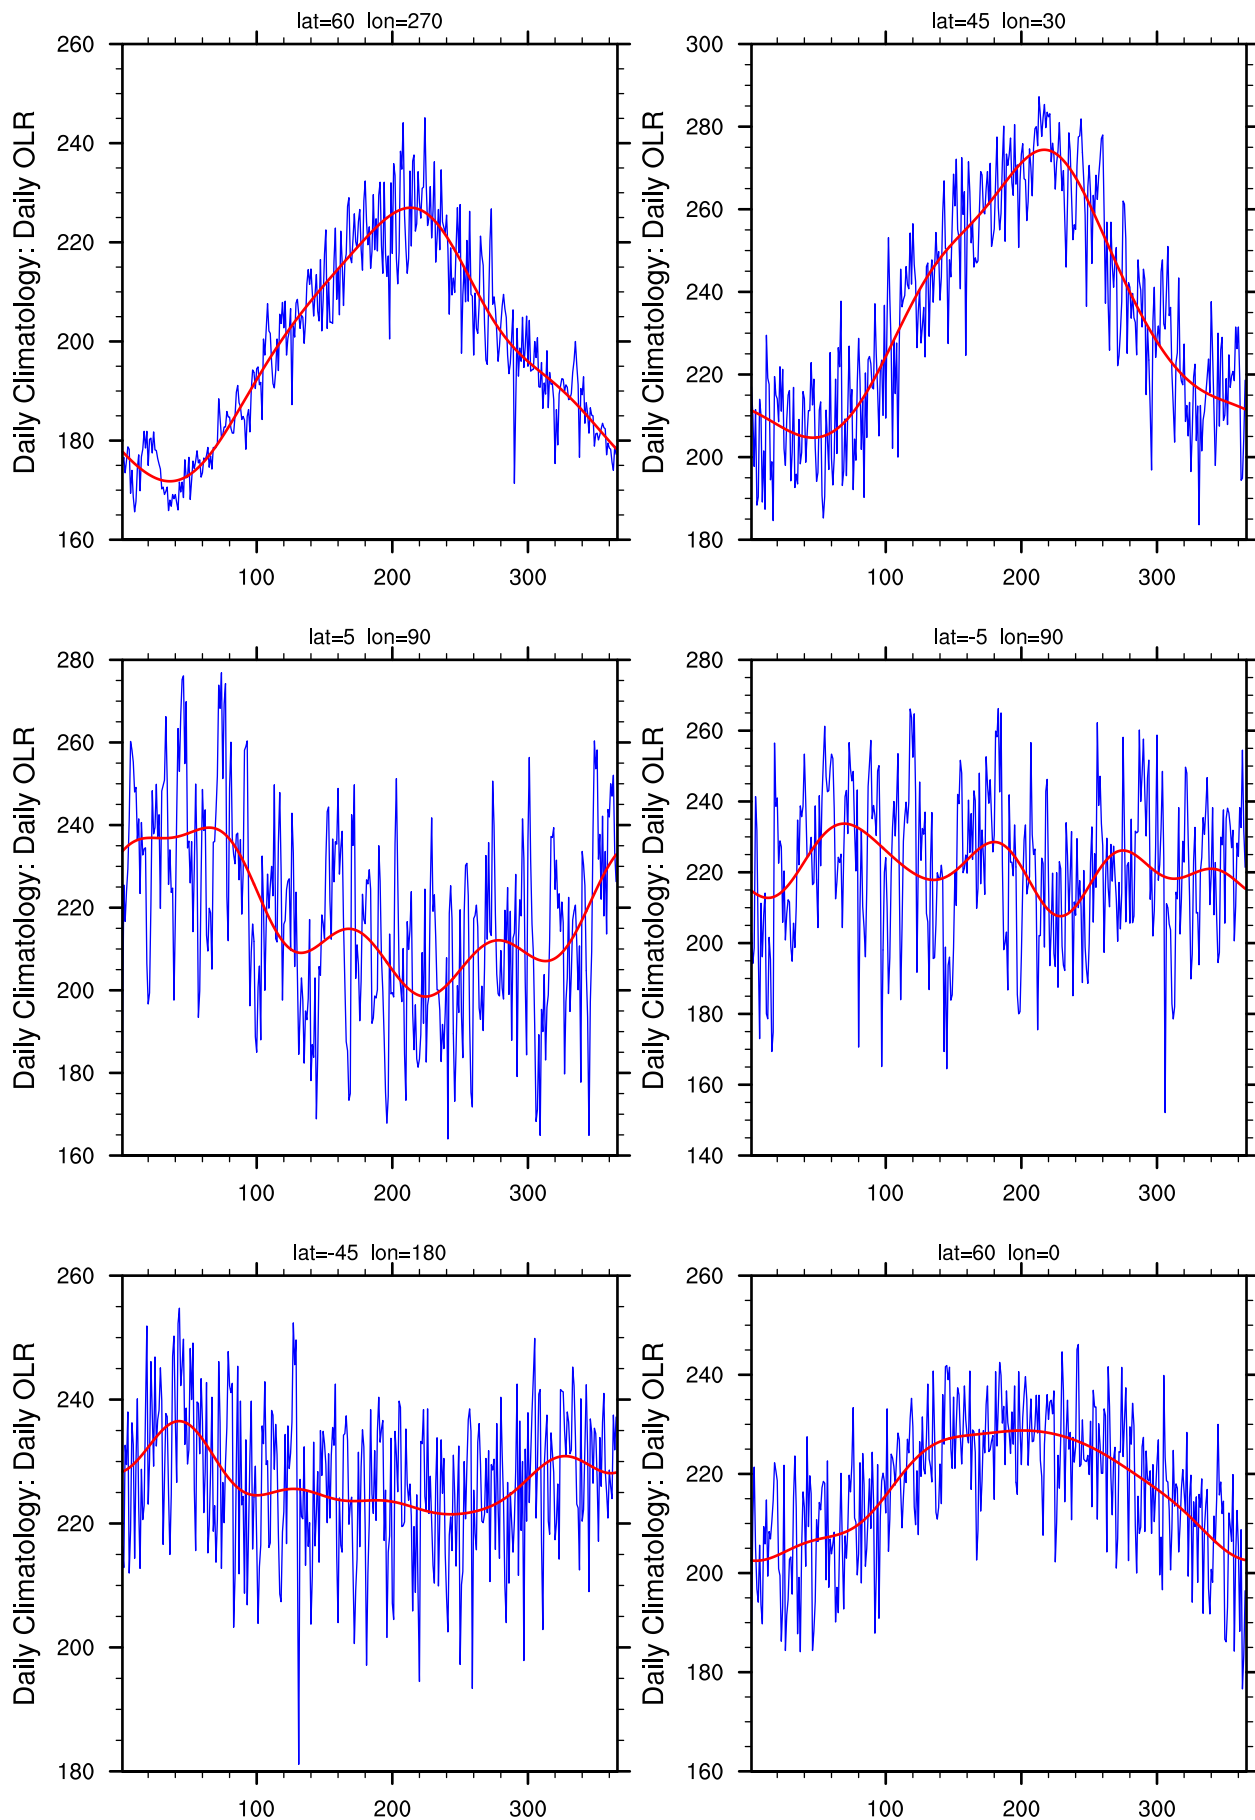 lat=60 lon=270
260
240
220
200
180
160
100 200 300
Daily Climatology: Daily OLR
lat=45 lon=30
300
280
260
240
220
200
180
100 200 300
Daily Climatology: Daily OLR
lat=5 lon=90
280
260
240
220
200
180
160
100 200 300
Daily Climatology: Daily OLR
lat=-5 lon=90
280
260
240
220
200
180
160
140
100 200 300
Daily Climatology: Daily OLR
lat=-45 lon=180
260
240
220
200
180
100 200 300
Daily Climatology: Daily OLR
lat=60 lon=0
260
240
220
200
180
160
100 200 300
Daily Climatology: Daily OLR